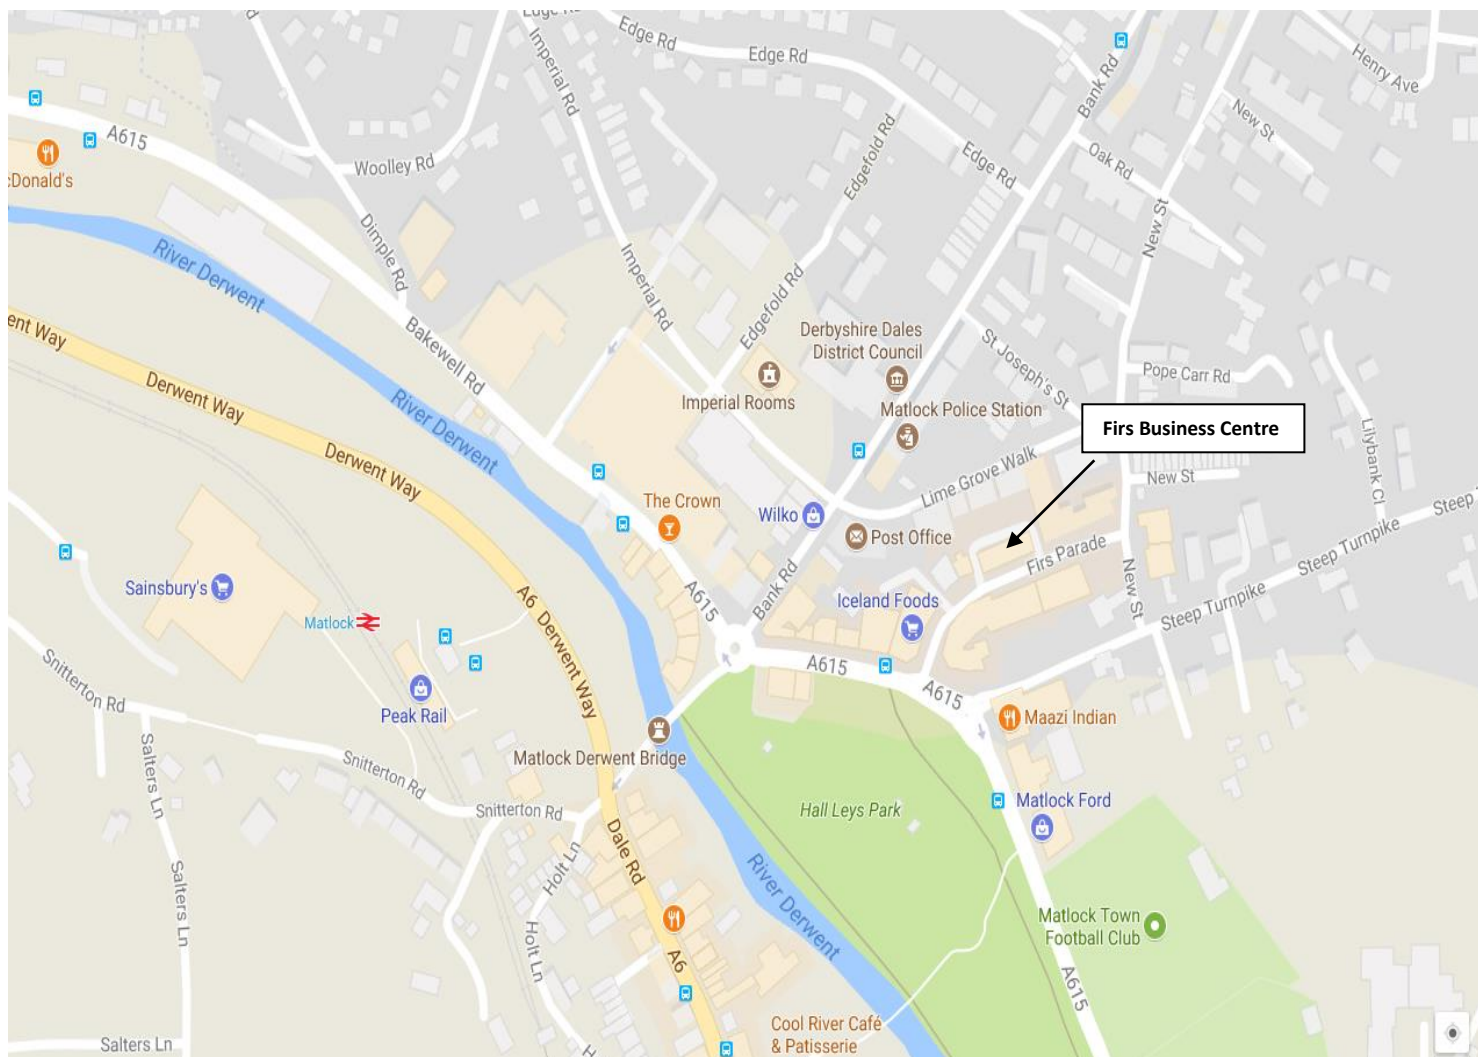 Edge Rd
Edge Rd
Edge Rd
Imperial Rd
Bank Rd
Henry Ave
New St
A615
cDonald's
Woolley Rd
Edgefold Rd
Edge Rd
Oak Rd
New St
River Derwent
Dimple Rd
Imperial Rd
Edgefold Rd
ent Way
Bakewell Rd
Derbyshire Dales
District Council
St Joseph's St
Pope Carr Rd
Derwent Way
River Derwent
Imperial Rooms
Matlock Police Station
Firs Business Centre
Lilybank Cl
Derwent Way
Lime Grove Walk
New St
The Crown
Wilko
Post Office
Steep
Firs Parade
Steep Turnpike
Sainsbury's
A6 Derwent Way
A615
Bank Rd
Iceland Foods
New St
Steep Turnpike
Matlock
Snitterton Rd
A615
A615
Peak Rail
Maazi Indian
Matlock Derwent Bridge
Salters Ln
Snitterton Rd
Snitterton Rd
Hall Leys Park
Matlock Ford
Dale Rd
Holt Ln
River Derwent
Salters Ln
Holt Ln
Matlock Town
Football Club
A6
A615
Cool River Café
& Patisserie
Salters Ln
H